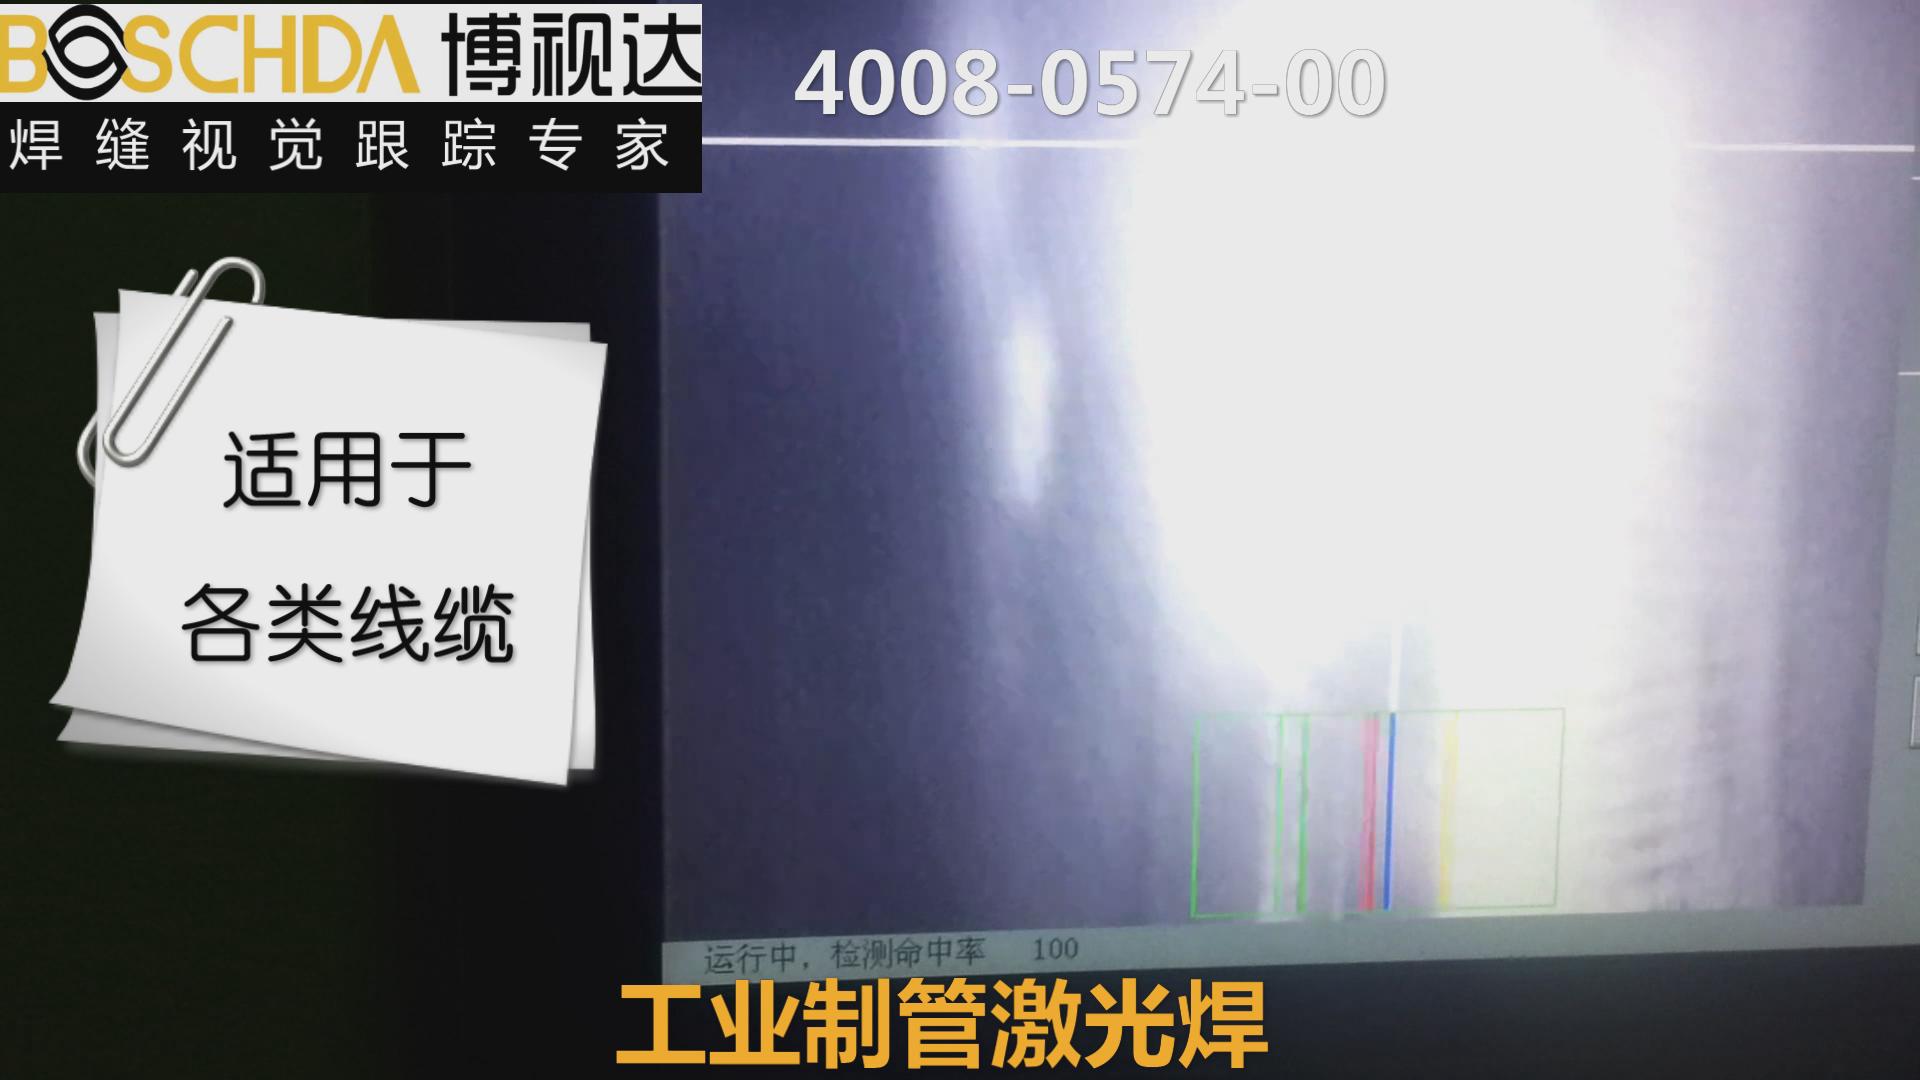 BOSCHDA 博视达
焊缝视觉跟踪专家
4008-0574-00
适用于
各类线缆
运行中，检测命中率 100
工业制管激光焊